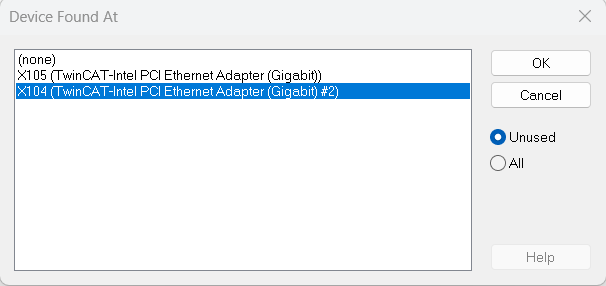 Device Found At
(none)
X105 (TwinCAT-Intel PCI Ethernet Adapter (Gigabit))
X104 (TwinCAT-Intel PCI Ethernet Adapter (Gigabit) #2)
OK
Cancel
Unused
All
Help